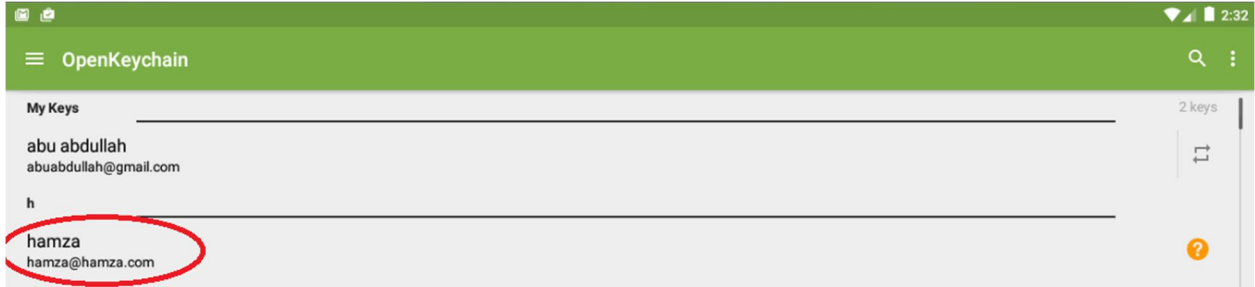 2:32
OpenKeychain
My Keys
2 keys
abu abdullah
abuabdullah@gmail.com
h
hamza
hamza@hamza.com
?